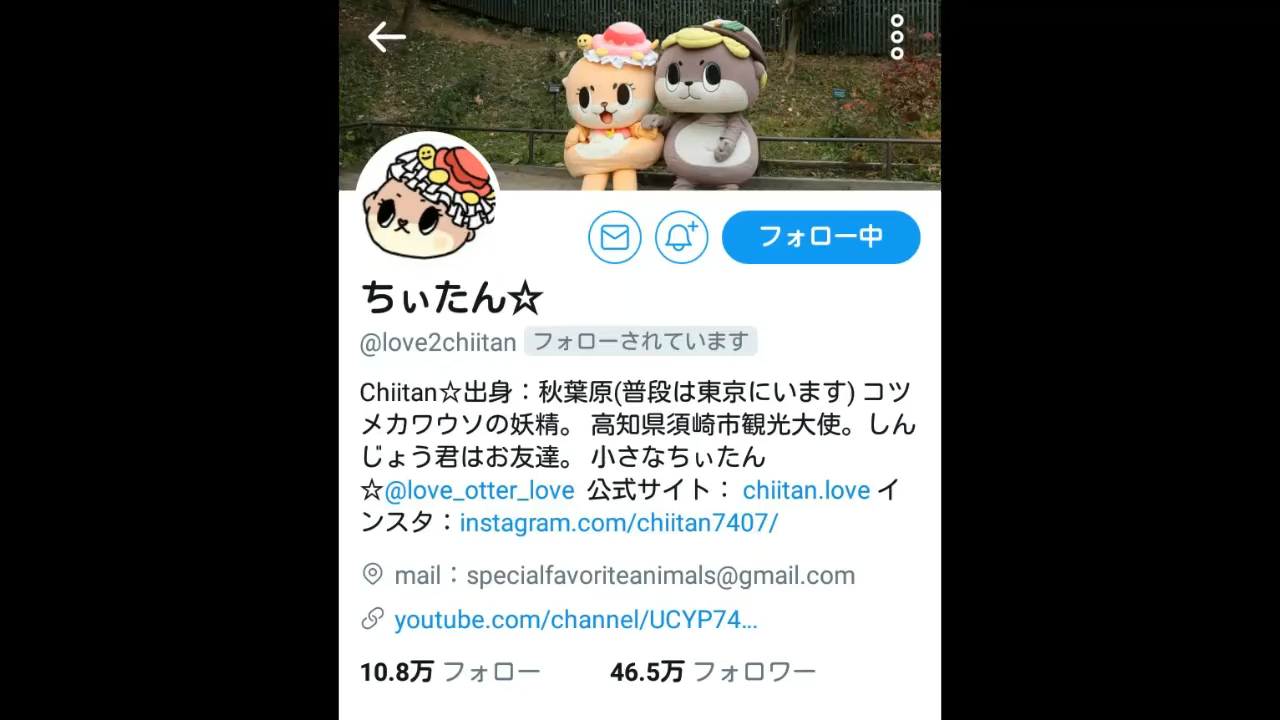 フォロー中
ちぃたん☆
@love2chiitan フォローされています
Chiitan☆出身：秋葉原(普段は東京にいます) コツ
メカワウソの妖精。 高知県須崎市観光大使。しん
じょう君はお友達。 小さなちぃたん
☆@love_otter_love 公式サイト： chiitan.love イ
ンスタ：instagram.com/chiitan7407/
mail：specialfavoriteanimals@gmail.com
youtube.com/channel/UCYP74…
10.8万 フォロー 46.5万 フォロワー